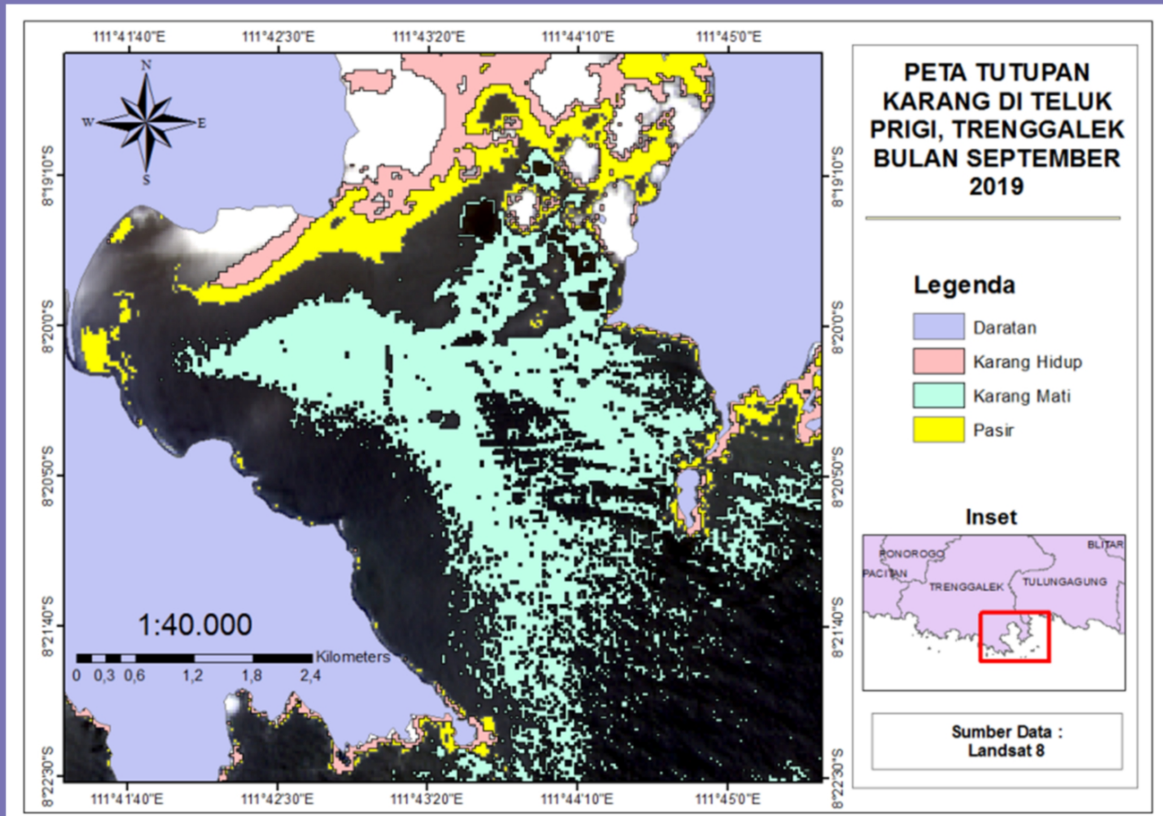 111°41'40"E 111°42'30"E 111°43'20"E 111°44'10"E 111°45'0"E
N
W E
S
8°19'10"S
8°20'0"S
8°20'50"S
8°21'40"S
8°22'30"S
1:40.000
Kilometers
0 0,3 0,6 1,2 1,8 2,4
8°19'10"S
8°20'0"S
8°20'50"S
8°21'40"S
8°22'30"S
111°41'40"E 111°42'30"E 111°43'20"E 111°44'10"E 111°45'0"E
PETA TUTUPAN
KARANG DI TELUK
PRIGI, TRENGGALEK
BULAN SEPTEMBER
2019
Legenda
Daratan
Karang Hidup
Karang Mati
Pasir
Inset
BLITAR
PONOROGO
PACITAN
TRENGGALEK
TULUNGAGUNG
Sumber Data :
Landsat 8